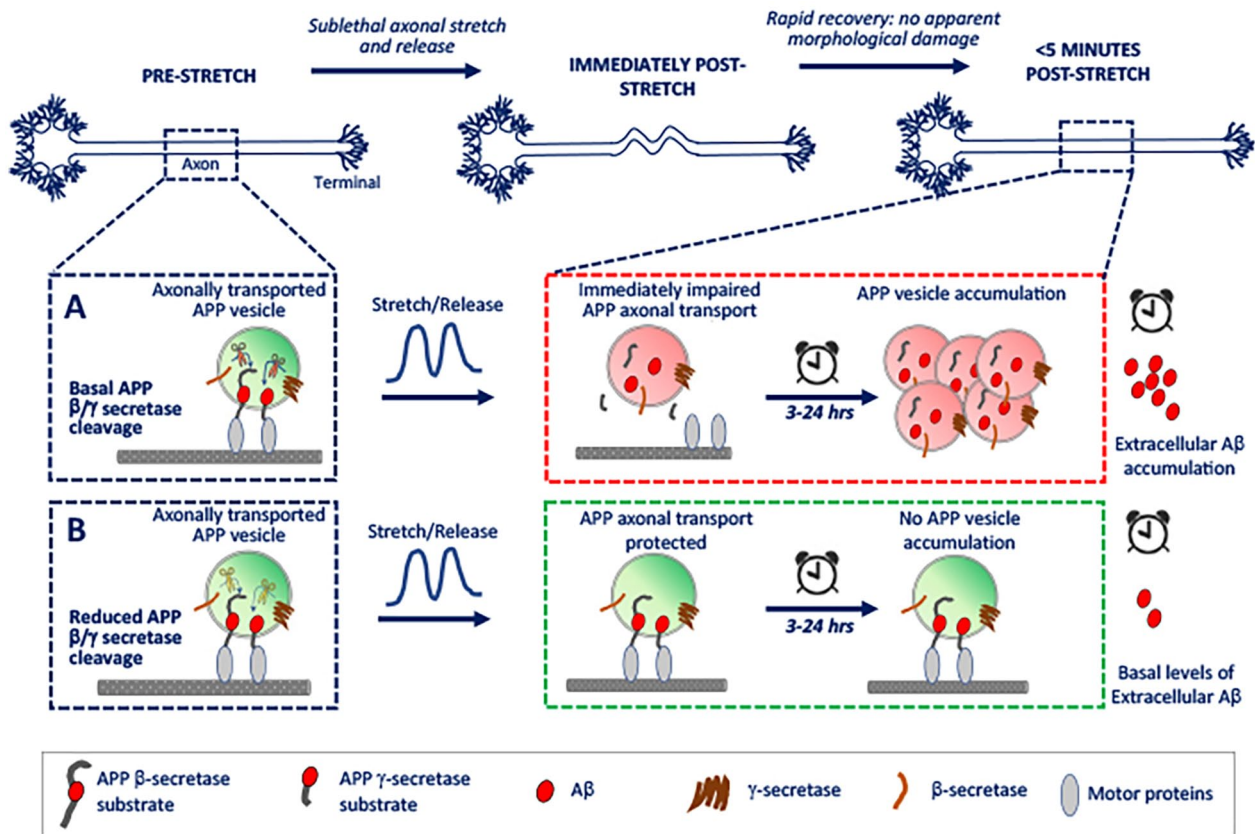 Sublethal axonal stretch
and release
Rapid recovery: no apparent
morphological damage
PRE-STRETCH
IMMEDIATELY POST-
STRETCH
<5 MINUTES
POST-STRETCH
Axon
Terminal
A
Axonally transported
APP vesicle
Basal APP
β/γ secretase
cleavage
Stretch/Release
Immediately impaired
APP axonal transport
APP vesicle accumulation
3-24 hrs
Extracellular Aβ
accumulation
B
Axonally transported
APP vesicle
Reduced APP
β/γ secretase
cleavage
Stretch/Release
APP axonal transport
protected
No APP vesicle
accumulation
3-24 hrs
Basal levels of
Extracellular Aβ
APP β-secretase
substrate
APP γ-secretase
substrate
Aβ
γ-secretase
β-secretase
Motor proteins